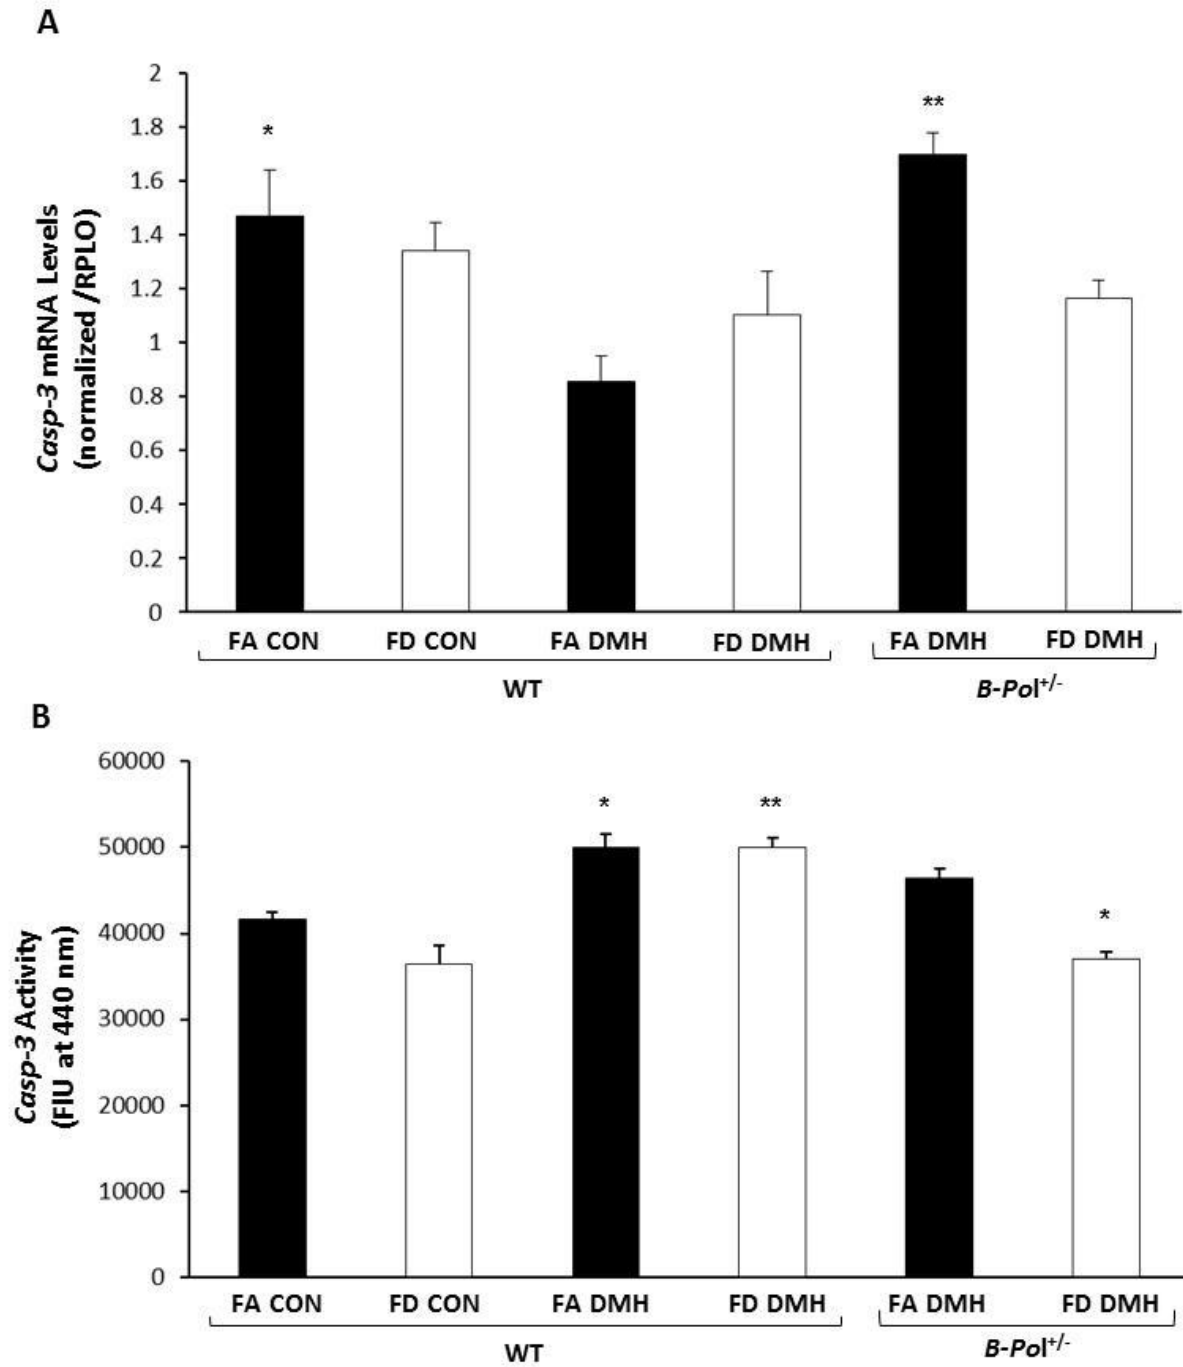 A
Casp-3 mRNA Levels
(normalized /RPLO)
2
1.8
1.6
1.4
1.2
1
0.8
0.6
0.4
0.2
0
*
**
FA CON FD CON FA DMH FD DMH FA DMH FD DMH
WT B-Pol+/-
B
Casp-3 Activity
(FIU at 440 nm)
60000
50000
40000
30000
20000
10000
0
*
**
*
FA CON FD CON FA DMH FD DMH FA DMH FD DMH
WT B-Pol+/-